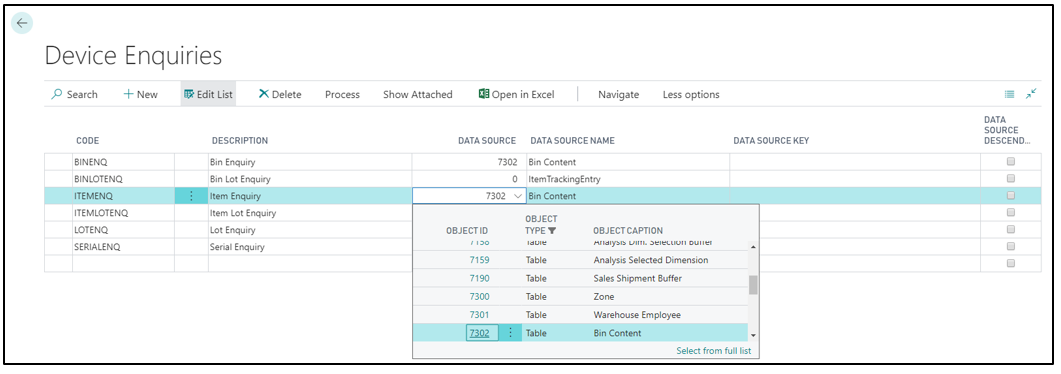 Device Enquiries
Search New Edit List Delete Process Show Attached Open in Excel Navigate Less options
CODE DESCRIPTION DATA SOURCE DATA SOURCE NAME DATA SOURCE KEY DATA SOURCE DESCEND...
BINENQ Bin Enquiry 7302 Bin Content
BINLOTENQ Bin Lot Enquiry 0 ItemTrackingEntry
ITEMENQ Item Enquiry 7302 Bin Content
ITEMLOTENQ Item Lot Enquiry
LOTENQ Lot Enquiry
SERIALENQ Serial Enquiry
OBJECT ID OBJECT TYPE OBJECT CAPTION
7158 Table Analysis Dim. Selection Buffer
7159 Table Analysis Selected Dimension
7190 Table Sales Shipment Buffer
7300 Table Zone
7301 Table Warehouse Employee
7302 Table Bin Content
Select from full list